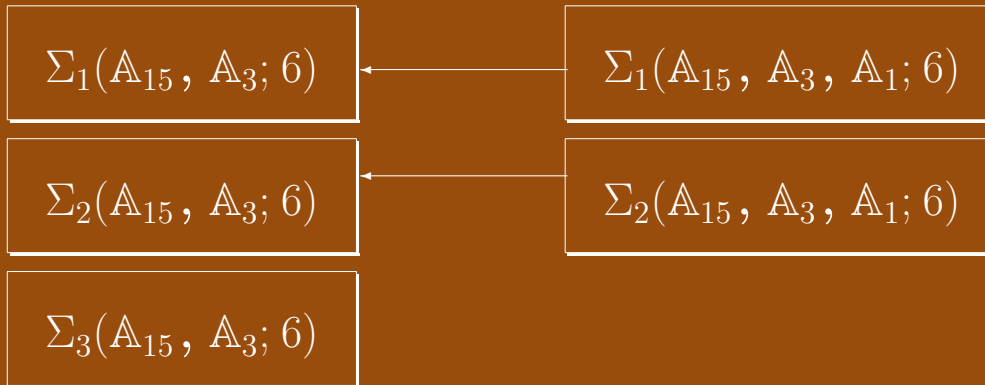 Σ₁(𝔸₁₅, 𝔸₃; 6) Σ₁(𝔸₁₅, 𝔸₃, 𝔸₁; 6)
Σ₂(𝔸₁₅, 𝔸₃; 6) Σ₂(𝔸₁₅, 𝔸₃, 𝔸₁; 6)
Σ₃(𝔸₁₅, 𝔸₃; 6)